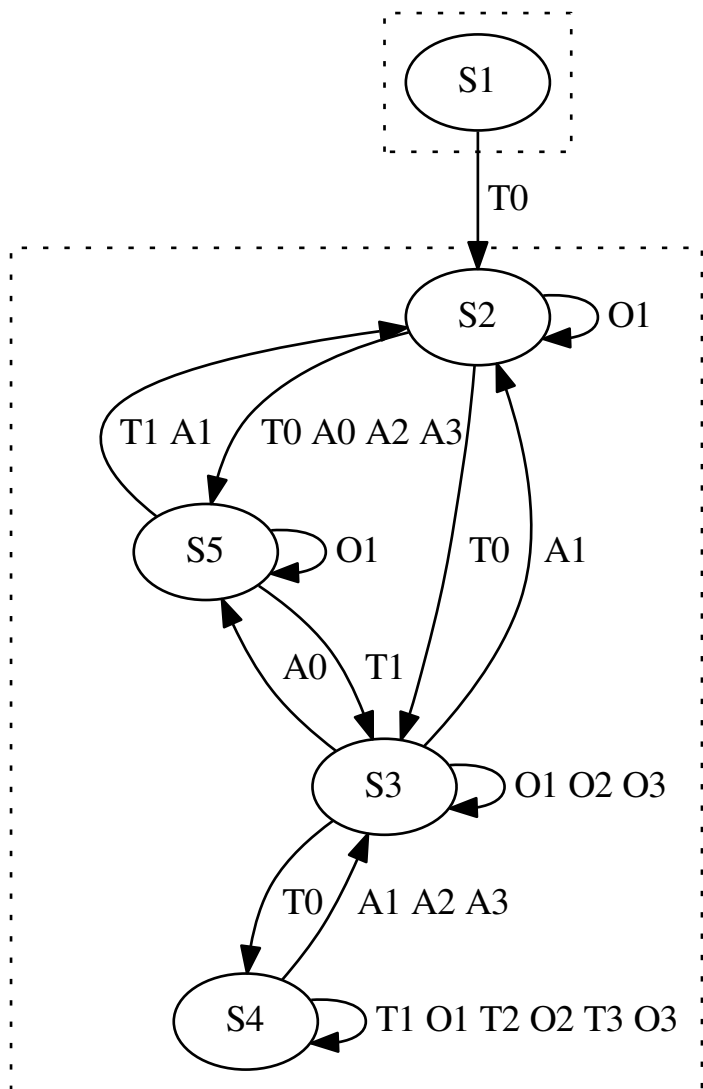 S1
T0
S2 O1
T1 A1 T0 A0 A2 A3
S5 O1 T0 A1
A0 T1
S3 O1 O2 O3
T0 A1 A2 A3
S4 T1 O1 T2 O2 T3 O3